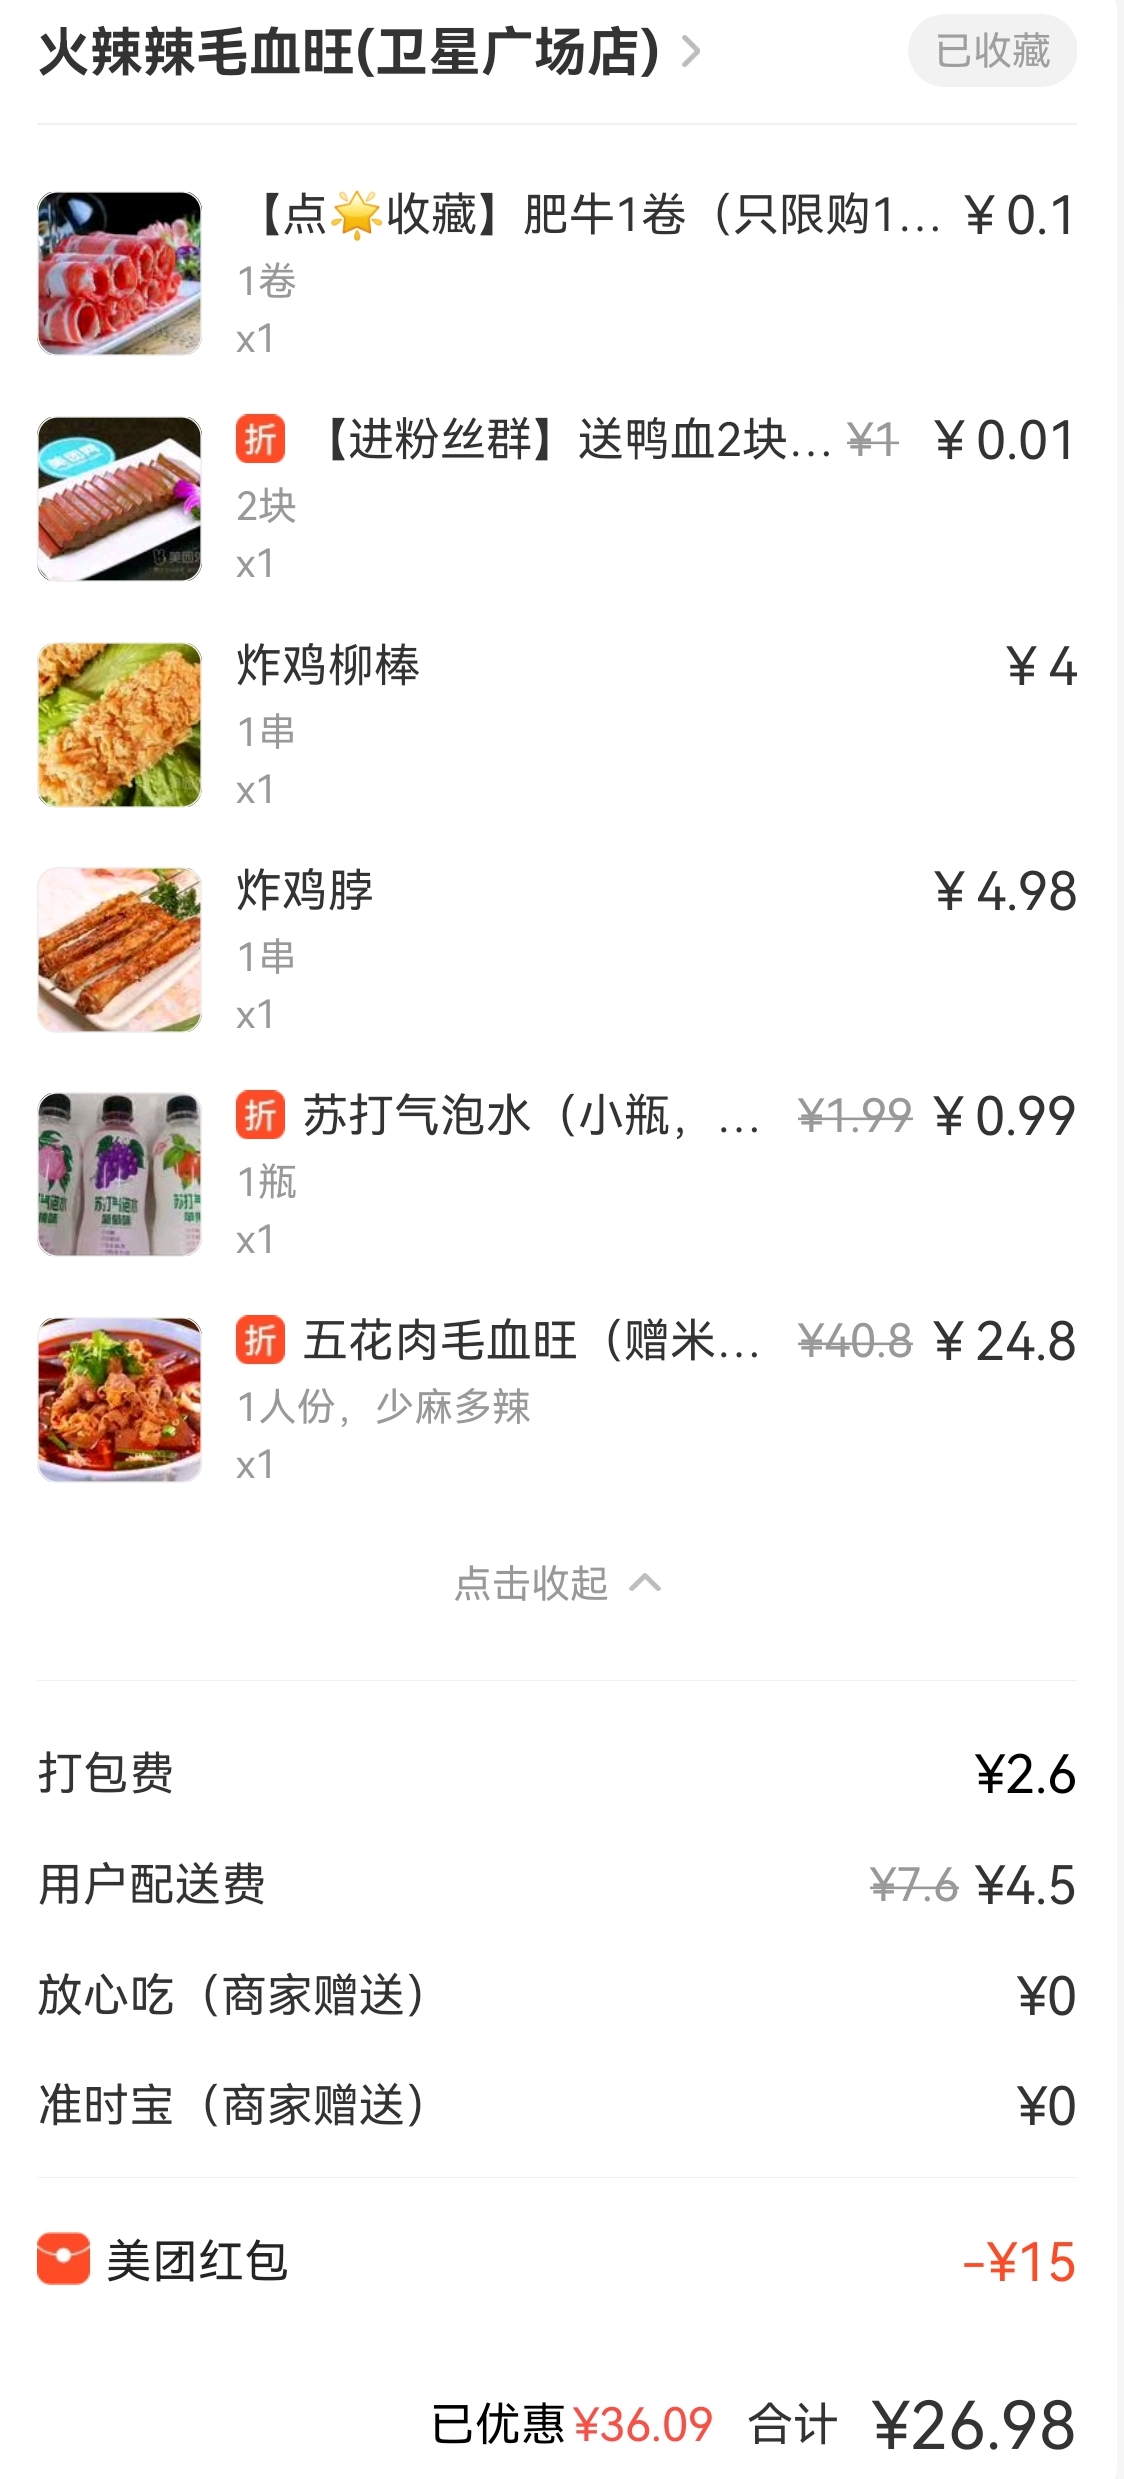 火辣辣毛血旺(卫星广场店) >
已收藏
【点🌟收藏】肥牛1卷（只限购1... ¥0.1
1卷
x1
折 【进粉丝群】送鸭血2块... ¥1 ¥0.01
2块
x1
炸鸡柳棒 ¥4
1串
x1
炸鸡脖 ¥4.98
1串
x1
折 苏打气泡水（小瓶，... ¥1.99 ¥0.99
1瓶
x1
折 五花肉毛血旺（赠米... ¥40.8 ¥24.8
1人份，少麻多辣
x1
点击收起
打包费 ¥2.6
用户配送费 ¥7.6 ¥4.5
放心吃（商家赠送） ¥0
准时宝（商家赠送） ¥0
美团红包 -¥15
已优惠¥36.09 合计 ¥26.98